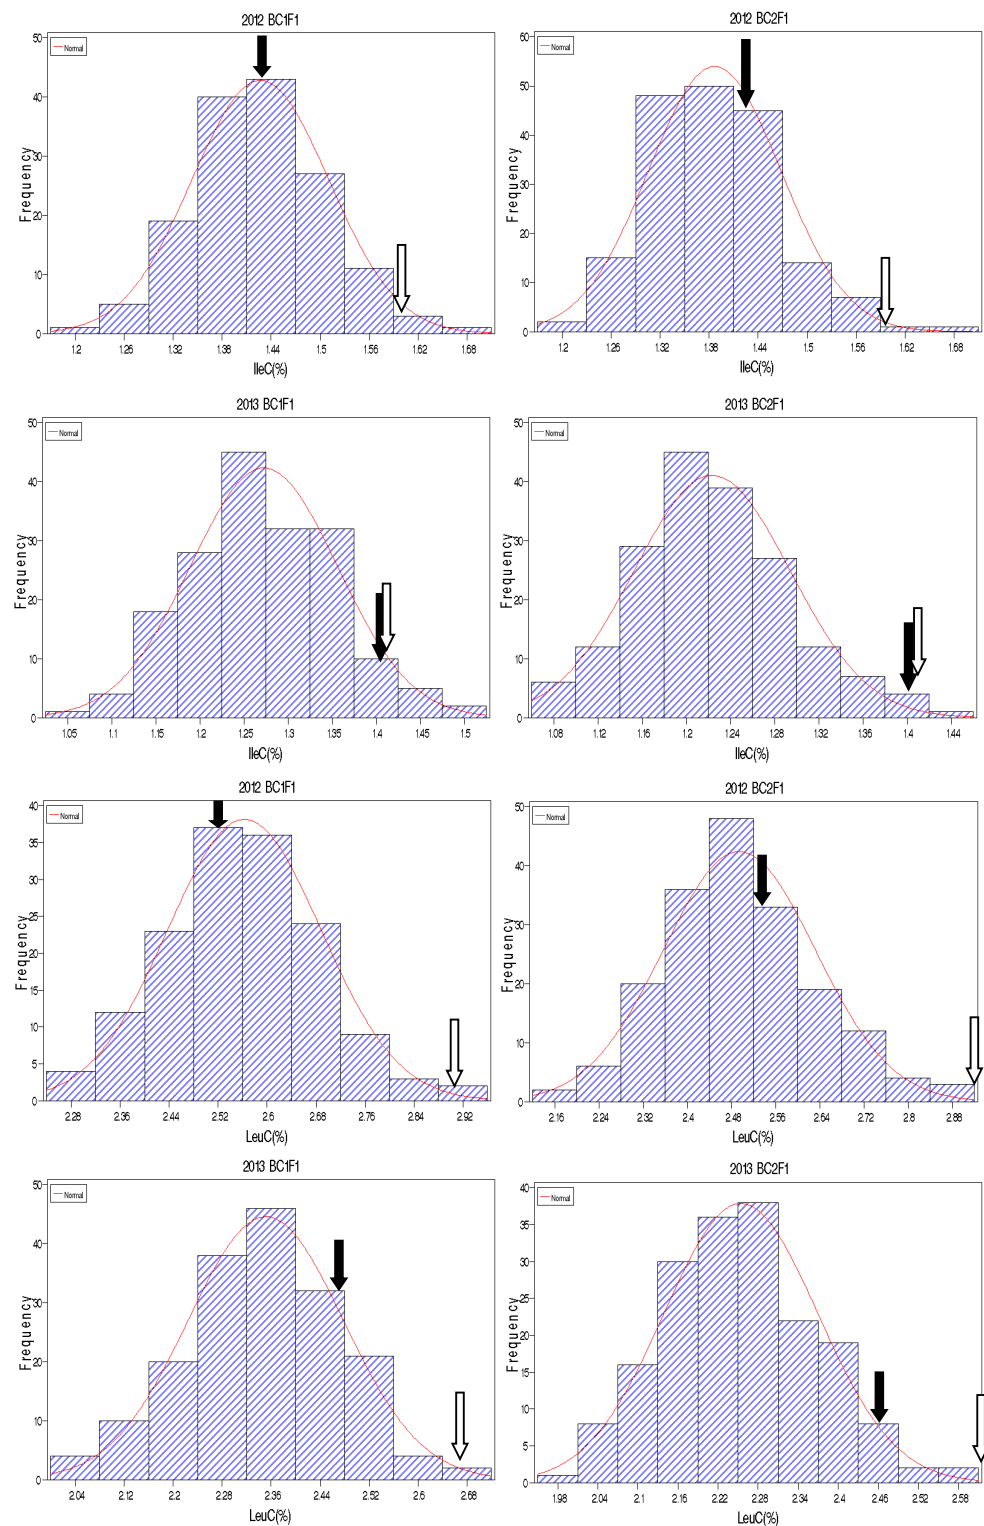 2012 BC1F1
Normal
Frequency
50
40
30
20
10
0
1.2 1.26 1.32 1.38 1.44 1.5 1.56 1.62 1.68
IleC(%)
2012 BC2F1
Normal
Frequency
60
50
40
30
20
10
0
1.2 1.26 1.32 1.38 1.44 1.5 1.56 1.62 1.68
IleC(%)
2013 BC1F1
Normal
Frequency
50
40
30
20
10
0
1.05 1.1 1.15 1.2 1.25 1.3 1.35 1.4 1.45 1.5
IleC(%)
2013 BC2F1
Normal
Frequency
50
40
30
20
10
0
1.08 1.12 1.16 1.2 1.24 1.28 1.32 1.36 1.4 1.44
IleC(%)
2012 BC1F1
Normal
Frequency
40
35
30
25
20
15
10
5
0
2.28 2.36 2.44 2.52 2.6 2.68 2.76 2.84 2.92
LeuC(%)
2012 BC2F1
Normal
Frequency
50
40
30
20
10
0
2.16 2.24 2.32 2.4 2.48 2.56 2.64 2.72 2.8 2.88
LeuC(%)
2013 BC1F1
Normal
Frequency
50
40
30
20
10
0
2.04 2.12 2.2 2.28 2.36 2.44 2.52 2.6 2.68
LeuC(%)
2013 BC2F1
Normal
Frequency
40
35
30
25
20
15
10
5
0
1.98 2.04 2.1 2.16 2.22 2.28 2.34 2.4 2.46 2.52 2.58
LeuC(%)